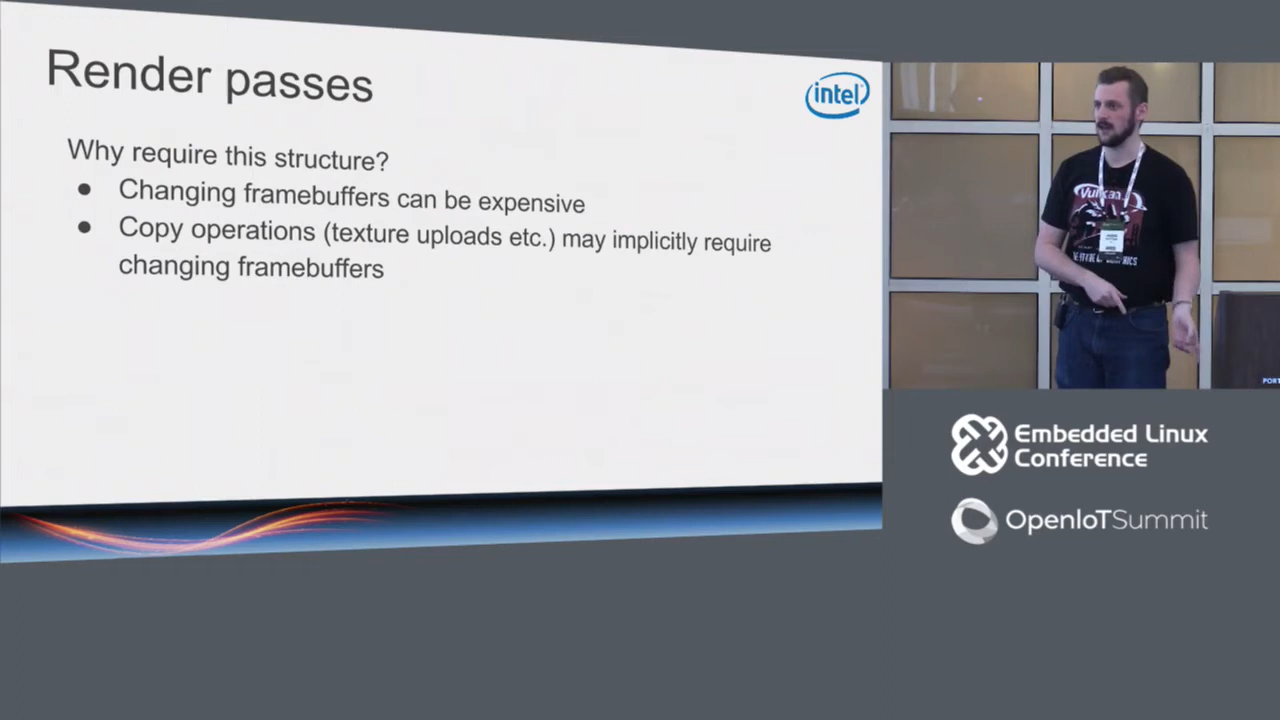 Render passes
intel
Why require this structure?
● Changing framebuffers can be expensive
● Copy operations (texture uploads etc.) may implicitly require
changing framebuffers
Vulkan
Embedded Linux
Conference
OpenIoTSummit